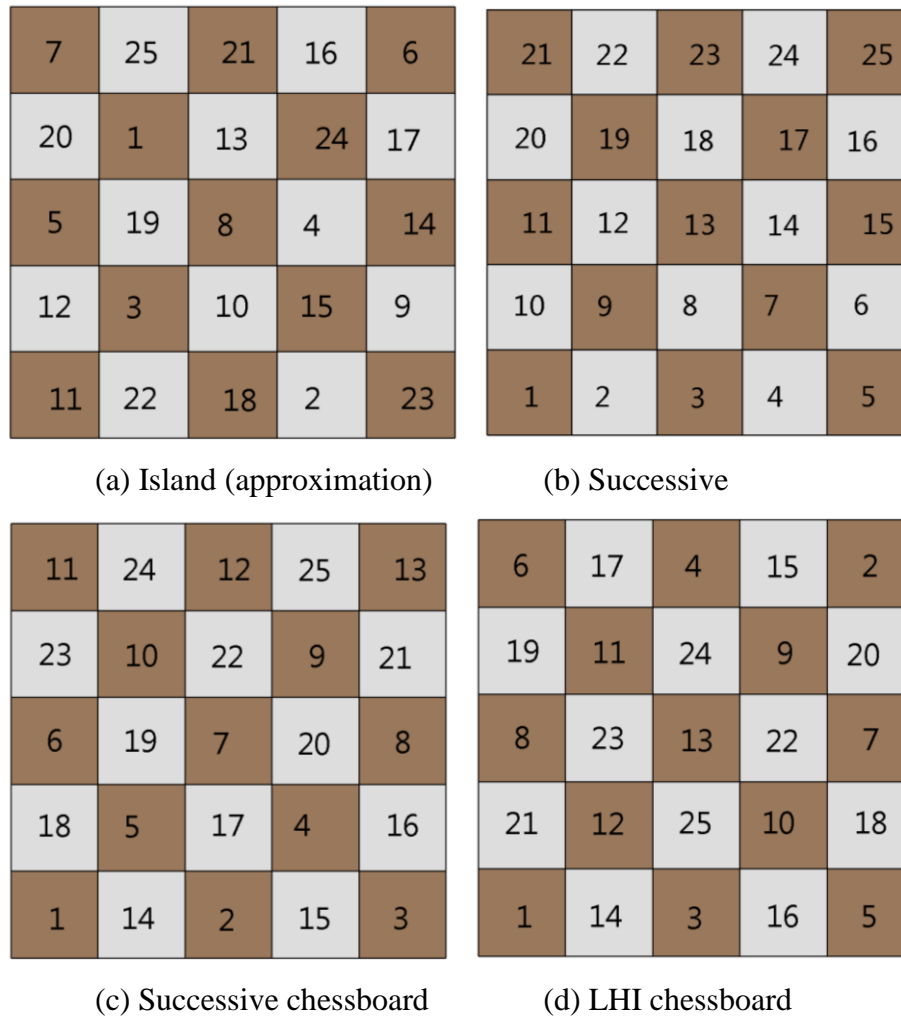 7 25 21 16 6
20 1 13 24 17
5 19 8 4 14
12 3 10 15 9
11 22 18 2 23
(a) Island (approximation)
21 22 23 24 25
20 19 18 17 16
11 12 13 14 15
10 9 8 7 6
1 2 3 4 5
(b) Successive
11 24 12 25 13
23 10 22 9 21
6 19 7 20 8
18 5 17 4 16
1 14 2 15 3
(c) Successive chessboard
6 17 4 15 2
19 11 24 9 20
8 23 13 22 7
21 12 25 10 18
1 14 3 16 5
(d) LHI chessboard